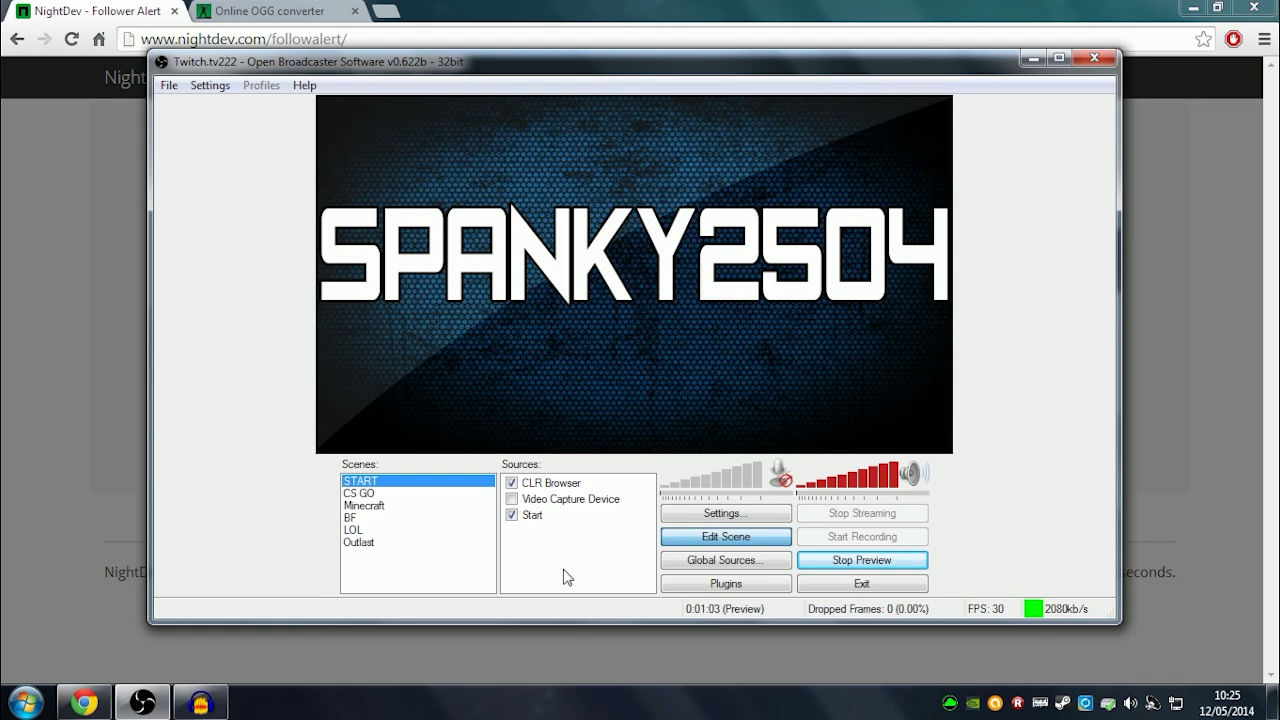 NightDev - Follower Alert
Online OGG converter
www.nightdev.com/followalert/
Night
Twitch.tv222 - Open Broadcaster Software v0.622b - 32bit
File Settings Profiles Help
SPANKY2504
Scenes:
START
CS GO
Minecraft
BF
LOL
Outlast
Sources:
CLR Browser
Video Capture Device
Start
Settings...
Stop Streaming
Edit Scene
Start Recording
Global Sources...
Stop Preview
Plugins
Exit
NightD
seconds.
0:01:03 (Preview)
Dropped Frames: 0 (0.00%)
FPS: 30
2080kb/s
10:25
12/05/2014